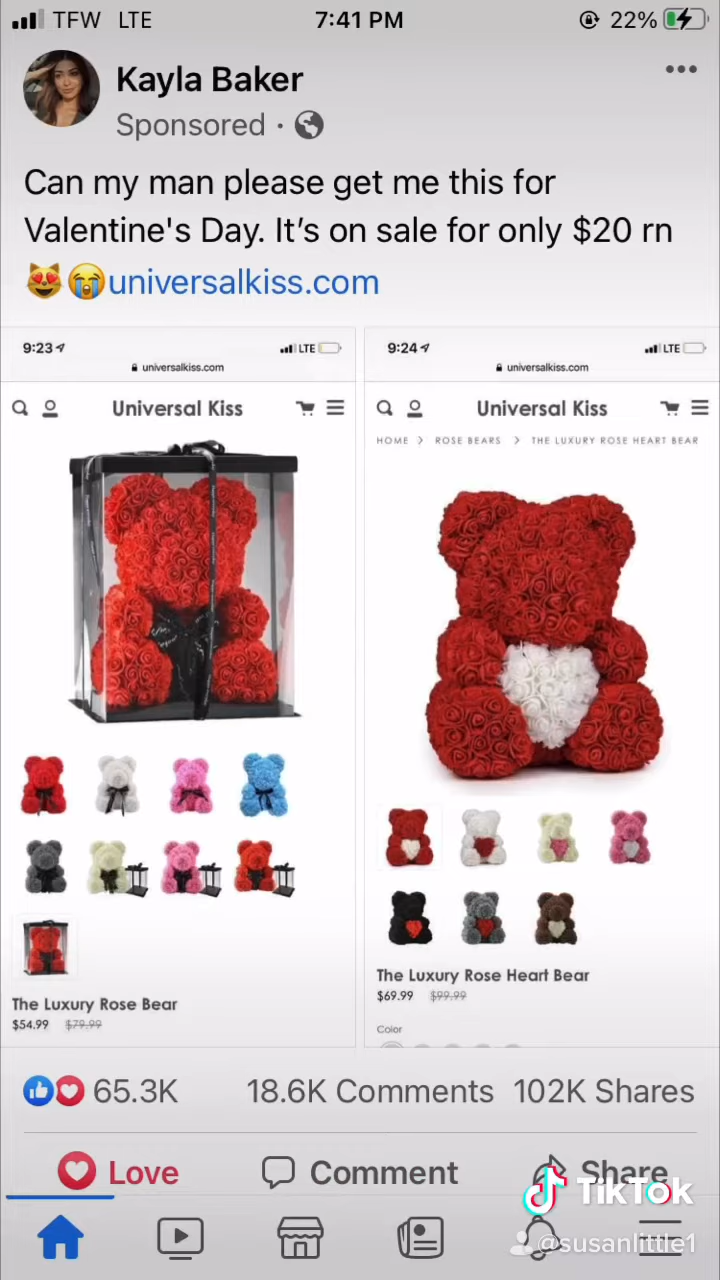 TFW LTE 7:41 PM 22%
Kayla Baker
Sponsored ·
Can my man please get me this for
Valentine's Day. It’s on sale for only $20 rn
😻😭universalkiss.com
9:23 LTE
universalkiss.com
Universal Kiss
The Luxury Rose Bear
$54.99 $79.99
9:24 LTE
universalkiss.com
Universal Kiss
HOME > ROSE BEARS > THE LUXURY ROSE HEART BEAR
The Luxury Rose Heart Bear
$69.99 $99.99
Color
65.3K 18.6K Comments 102K Shares
Love Comment Share
TikTok
@susanlittle1